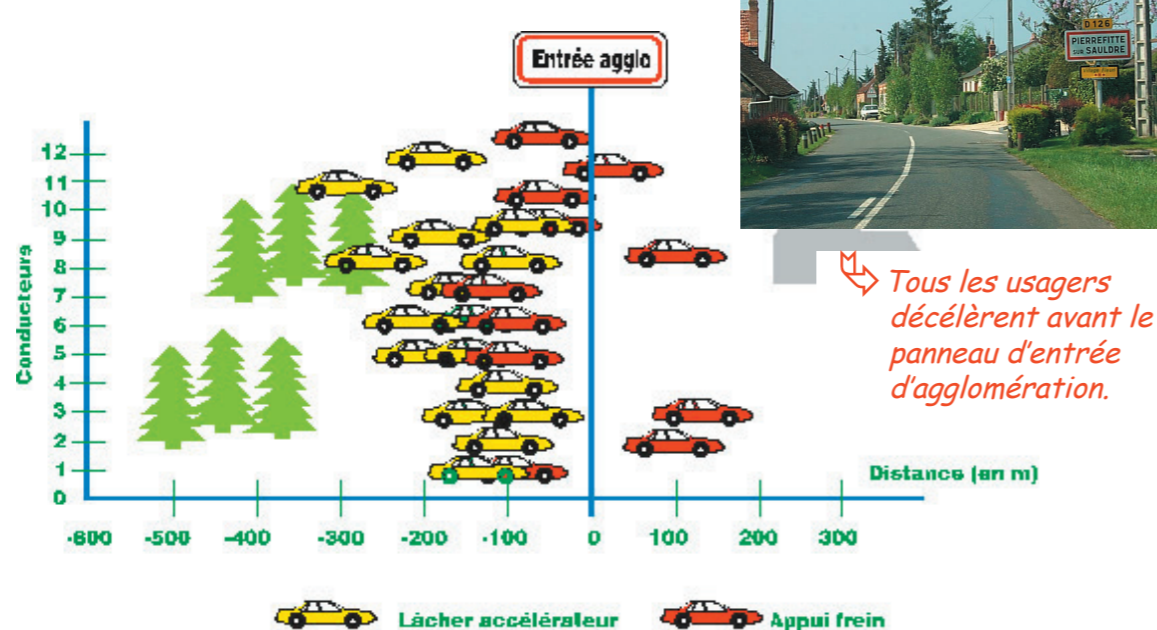 Entrée agglo
D 126
PIERREFITTE
SUR SAULDRE
Conducteurs
12
11
10
9
8
7
6
5
4
3
2
1
0
-600 -500 -400 -300 -200 -100 0 100 200 300
Distance (en m)
Tous les usagers
décélèrent avant le
panneau d'entrée
d'agglomération.
Lâcher accélérateur
Appui frein